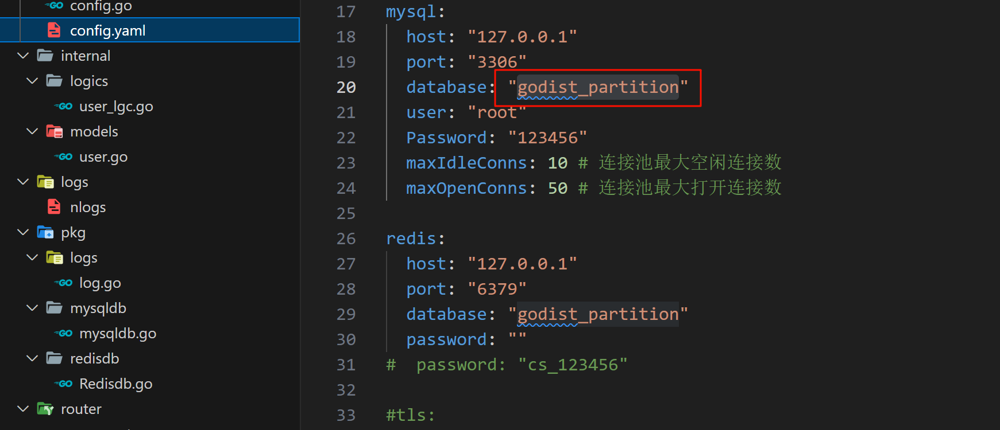 config.go
config.yaml
internal
logics
user_lgc.go
models
user.go
logs
nlogs
pkg
logs
log.go
mysqldb
mysqldb.go
redisdb
Redisdb.go
router
17 mysql:
18 host: "127.0.0.1"
19 port: "3306"
20 database: "godist_partition"
21 user: "root"
22 Password: "123456"
23 maxIdleConns: 10 # 连接池最大空闲连接数
24 maxOpenConns: 50 # 连接池最大打开连接数
25
26 redis:
27 host: "127.0.0.1"
28 port: "6379"
29 database: "godist_partition"
30 password: ""
31 #  password: "cs_123456"
32
33 #tls: